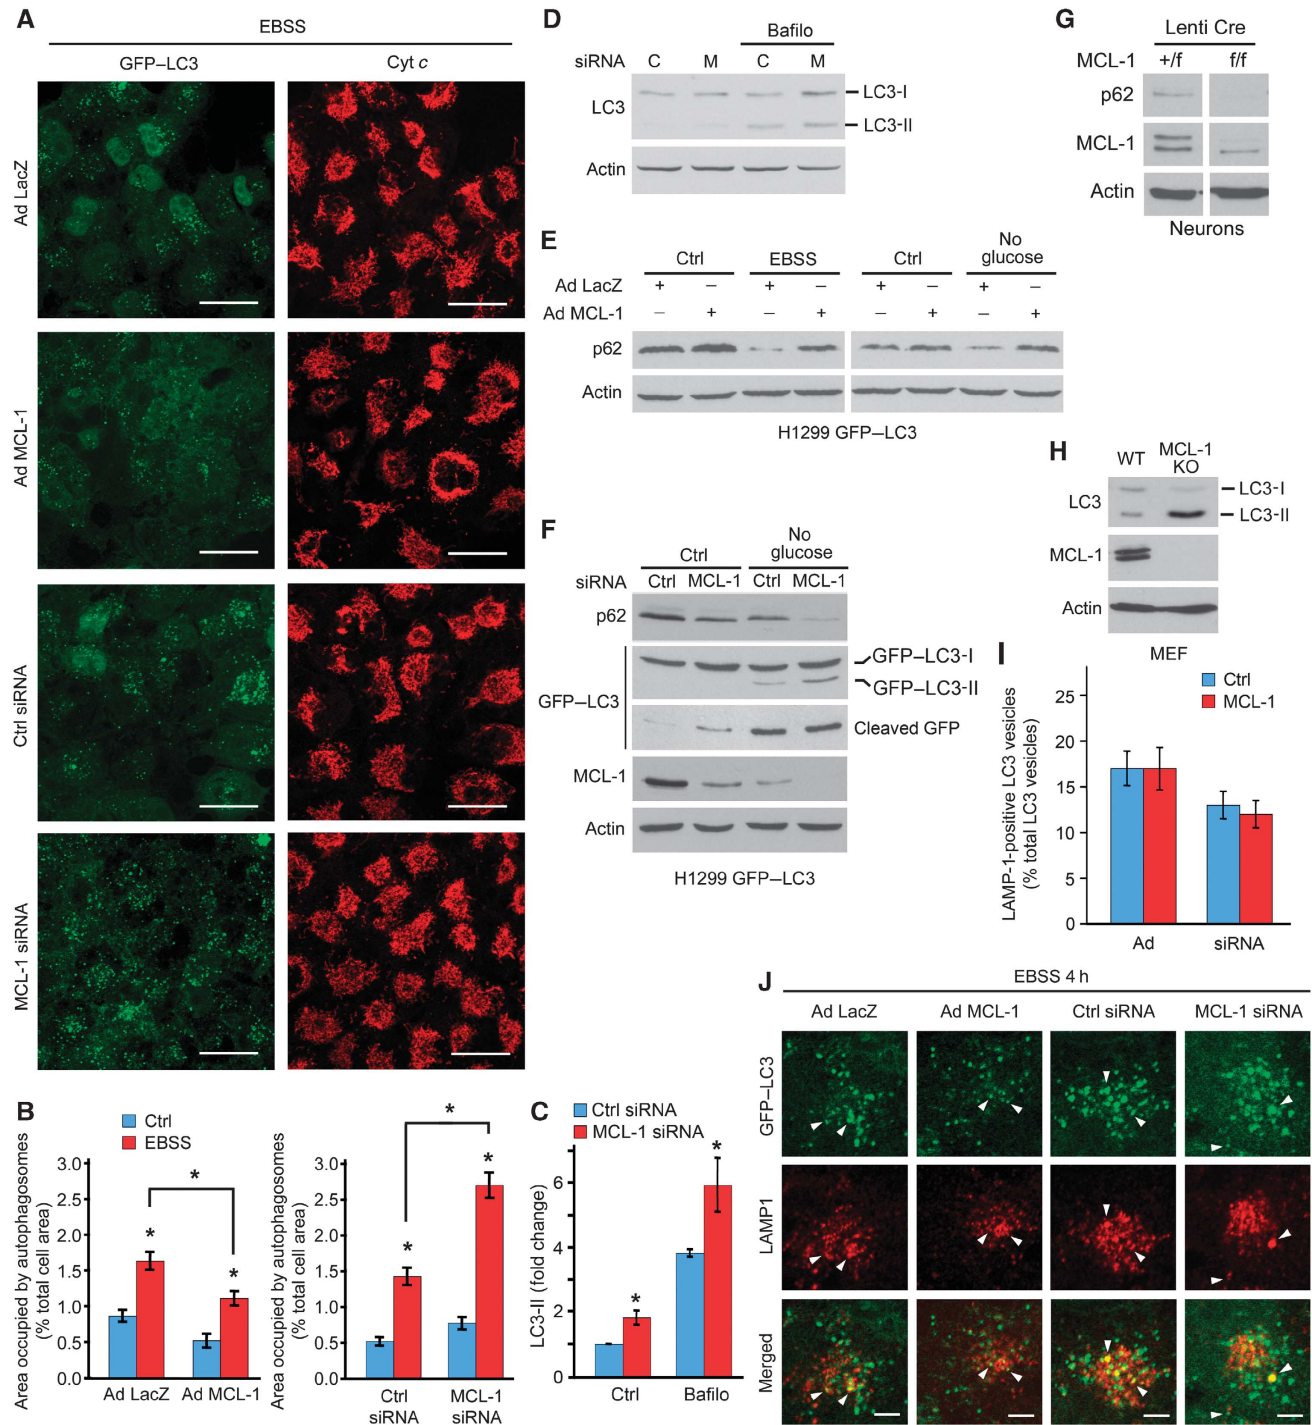 A
EBSS
GFP–LC3
Cyt c
Ad LacZ
Ad MCL-1
Ctrl siRNA
MCL-1 siRNA
B
Ctrl
EBSS
Area occupied by autophagosomes
(% total cell area)
3.0
2.5
2.0
1.5
1.0
0.5
0.0
*
*
*
Ad LacZ
Ad MCL-1
Area occupied by autophagosomes
(% total cell area)
3.0
2.5
2.0
1.5
1.0
0.5
0.0
*
*
*
Ctrl
siRNA
MCL-1
siRNA
C
Ctrl siRNA
MCL-1 siRNA
LC3-II (fold change)
6
4
2
0
*
*
Ctrl
Bafilo
D
Bafilo
siRNA C M C M
LC3
LC3-I
LC3-II
Actin
E
Ctrl EBSS Ctrl No glucose
Ad LacZ + – + – + – + –
Ad MCL-1 – + – + – + – +
p62
Actin
H1299 GFP–LC3
F
Ctrl No glucose
siRNA Ctrl MCL-1 Ctrl MCL-1
p62
GFP–LC3
GFP–LC3-I
GFP–LC3-II
Cleaved GFP
MCL-1
Actin
H1299 GFP–LC3
G
Lenti Cre
MCL-1 +/f f/f
p62
MCL-1
Actin
Neurons
H
WT MCL-1 KO
LC3
LC3-I
LC3-II
MCL-1
Actin
MEF
I
Ctrl
MCL-1
LAMP-1-positive LC3 vesicles
(% total LC3 vesicles)
25
20
15
10
5
0
Ad
siRNA
J
EBSS 4 h
Ad LacZ Ad MCL-1 Ctrl siRNA MCL-1 siRNA
GFP–LC3
LAMP1
Merged